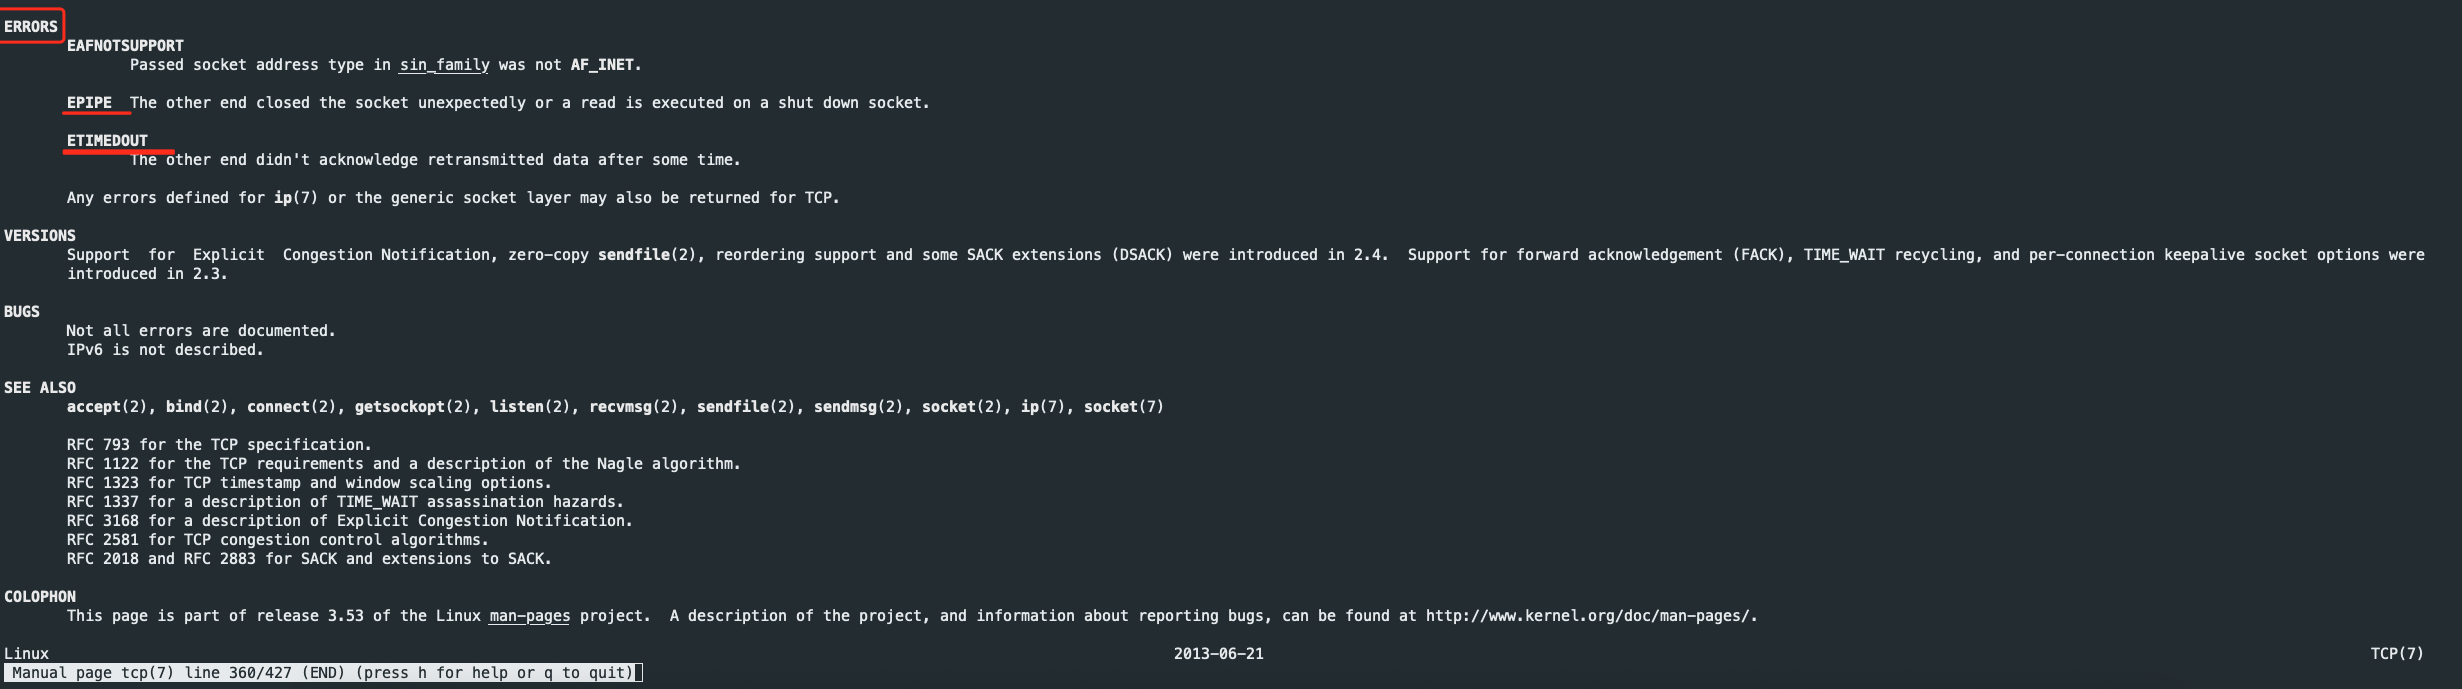 ERRORS
EAFNOTSUPPORT
Passed socket address type in sin_family was not AF_INET.
EPIPE The other end closed the socket unexpectedly or a read is executed on a shut down socket.
ETIMEDOUT
The other end didn't acknowledge retransmitted data after some time.
Any errors defined for ip(7) or the generic socket layer may also be returned for TCP.
VERSIONS
Support for Explicit Congestion Notification, zero-copy sendfile(2), reordering support and some SACK extensions (DSACK) were introduced in 2.4. Support for forward acknowledgement (FACK), TIME_WAIT recycling, and per-connection keepalive socket options were
introduced in 2.3.
BUGS
Not all errors are documented.
IPv6 is not described.
SEE ALSO
accept(2), bind(2), connect(2), getsockopt(2), listen(2), recvmsg(2), sendfile(2), sendmsg(2), socket(2), ip(7), socket(7)
RFC 793 for the TCP specification.
RFC 1122 for the TCP requirements and a description of the Nagle algorithm.
RFC 1323 for TCP timestamp and window scaling options.
RFC 1337 for a description of TIME_WAIT assassination hazards.
RFC 3168 for a description of Explicit Congestion Notification.
RFC 2581 for TCP congestion control algorithms.
RFC 2018 and RFC 2883 for SACK and extensions to SACK.
COLOPHON
This page is part of release 3.53 of the Linux man-pages project. A description of the project, and information about reporting bugs, can be found at http://www.kernel.org/doc/man-pages/.
Linux 2013-06-21 TCP(7)
Manual page tcp(7) line 360/427 (END) (press h for help or q to quit)